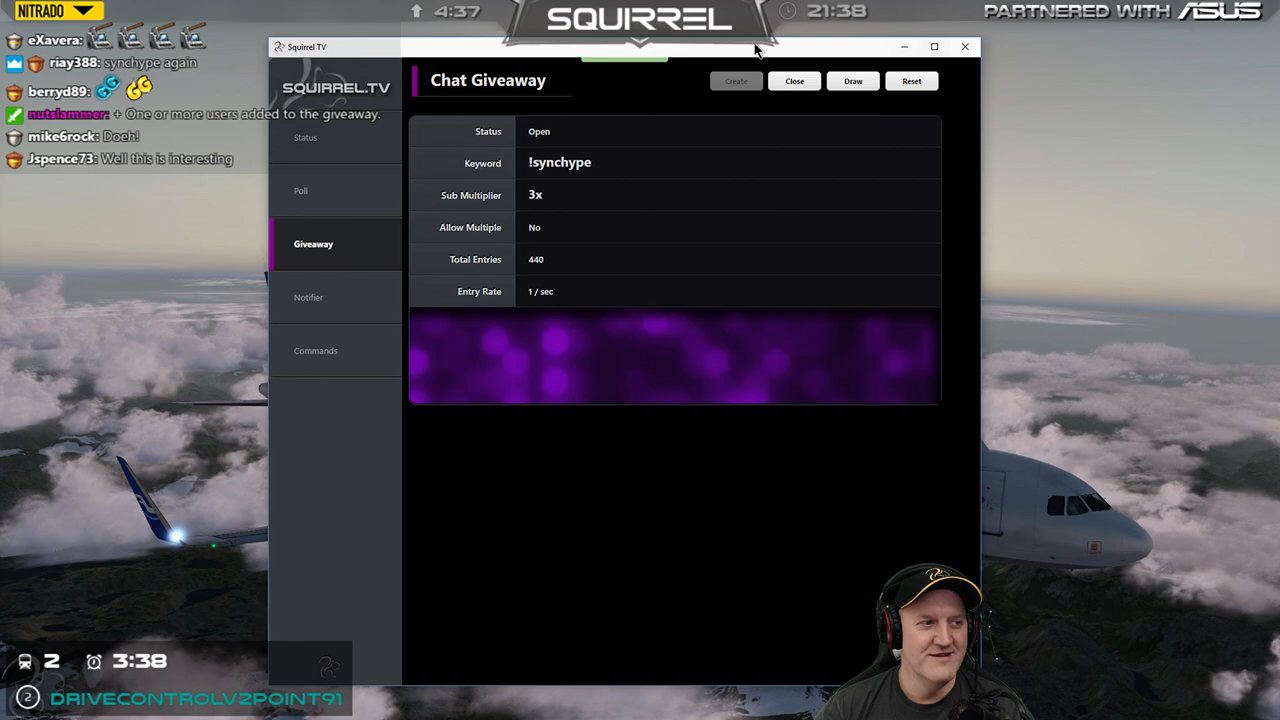 NITRADO
4:37
SQUIRREL
21:38
PARTNERED WITH ASUS
eXavera:
riay388: synchype again
berryd89:
nutslammer: + One or more users added to the giveaway.
mike6rock: Doeh!
Jspence73: Well this is interesting
Squirrel TV
SQUIRREL.TV
Status
Poll
Giveaway
Notifier
Commands
Chat Giveaway
Create
Close
Draw
Reset
Status Open
Keyword !synchype
Sub Multiplier 3x
Allow Multiple No
Total Entries 440
Entry Rate 1 / sec
2 3:38
2 DRIVECONTROLV2POINT91